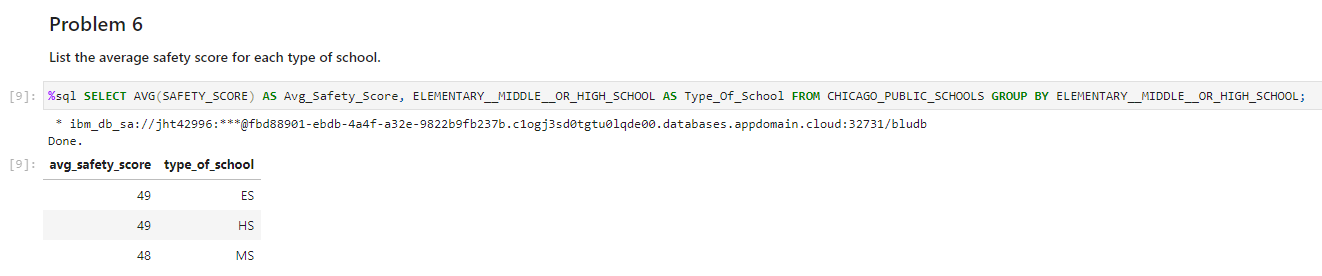 Problem 6
List the average safety score for each type of school.
[9]: %sql SELECT AVG(SAFETY_SCORE) AS Avg_Safety_Score, ELEMENTARY__MIDDLE__OR_HIGH_SCHOOL AS Type_Of_School FROM CHICAGO_PUBLIC_SCHOOLS GROUP BY ELEMENTARY__MIDDLE__OR_HIGH_SCHOOL;
* ibm_db_sa://jht42996:***@fbd88901-ebdb-4a4f-a32e-9822b9fb237b.c1ogj3sd0tgtu0lqde00.databases.appdomain.cloud:32731/bludb
Done.
[9]: avg_safety_score type_of_school
49 ES
49 HS
48 MS